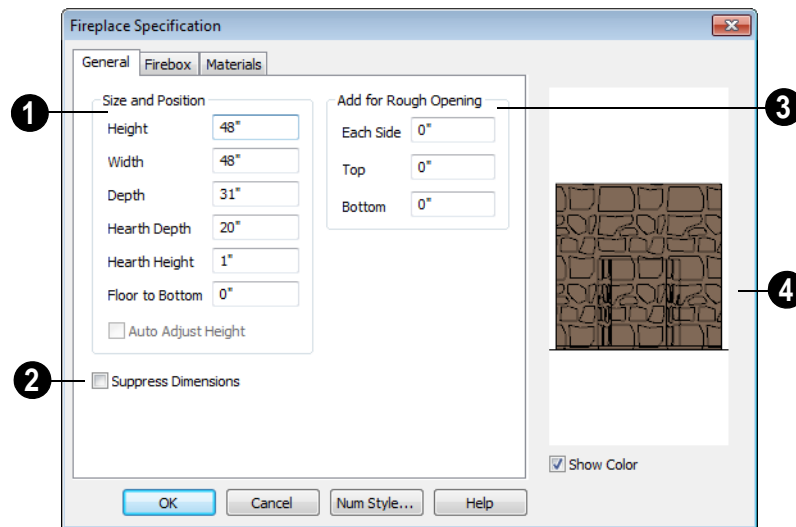 Fireplace Specification
General Firebox Materials
1 Size and Position
Height 48"
Width 48"
Depth 31"
Hearth Depth 20"
Hearth Height 1"
Floor to Bottom 0"
Auto Adjust Height
2 Suppress Dimensions
Add for Rough Opening 3
Each Side 0"
Top 0"
Bottom 0"
4
Show Color
OK Cancel Num Style... Help